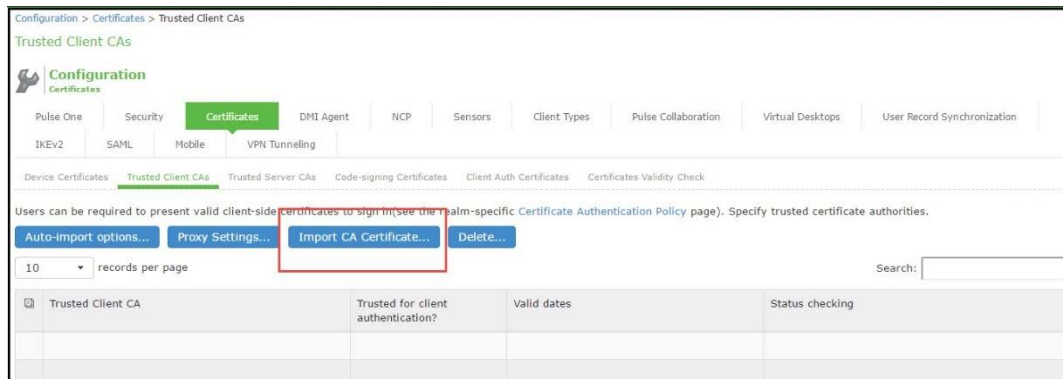 Configuration > Certificates > Trusted Client CAs
Trusted Client CAs
Configuration
Certificates
Pulse One Security Certificates DMI Agent NCP Sensors Client Types Pulse Collaboration Virtual Desktops User Record Synchronization
IKEv2 SAML Mobile VPN Tunneling
Device Certificates Trusted Client CAs Trusted Server CAs Code-signing Certificates Client Auth Certificates Certificates Validity Check
Users can be required to present valid client-side certificates to sign in(see the realm-specific Certificate Authentication Policy page). Specify trusted certificate authorities.
Auto-import options... Proxy Settings... Import CA Certificate... Delete...
10 records per page Search:
Trusted Client CA Trusted for client Valid dates Status checking
authentication?